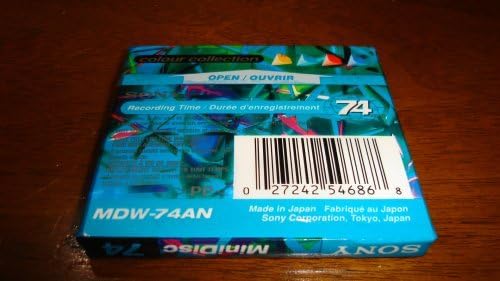 colour collection
OPEN / OUVRIR
SONY
Recording Time / Durée d'enregistrement 74
0 27242 54686 8
MDW-74AN
Made in Japan Fabriqué au Japon
Sony Corporation, Tokyo, Japan
74 MiniDisc SONY